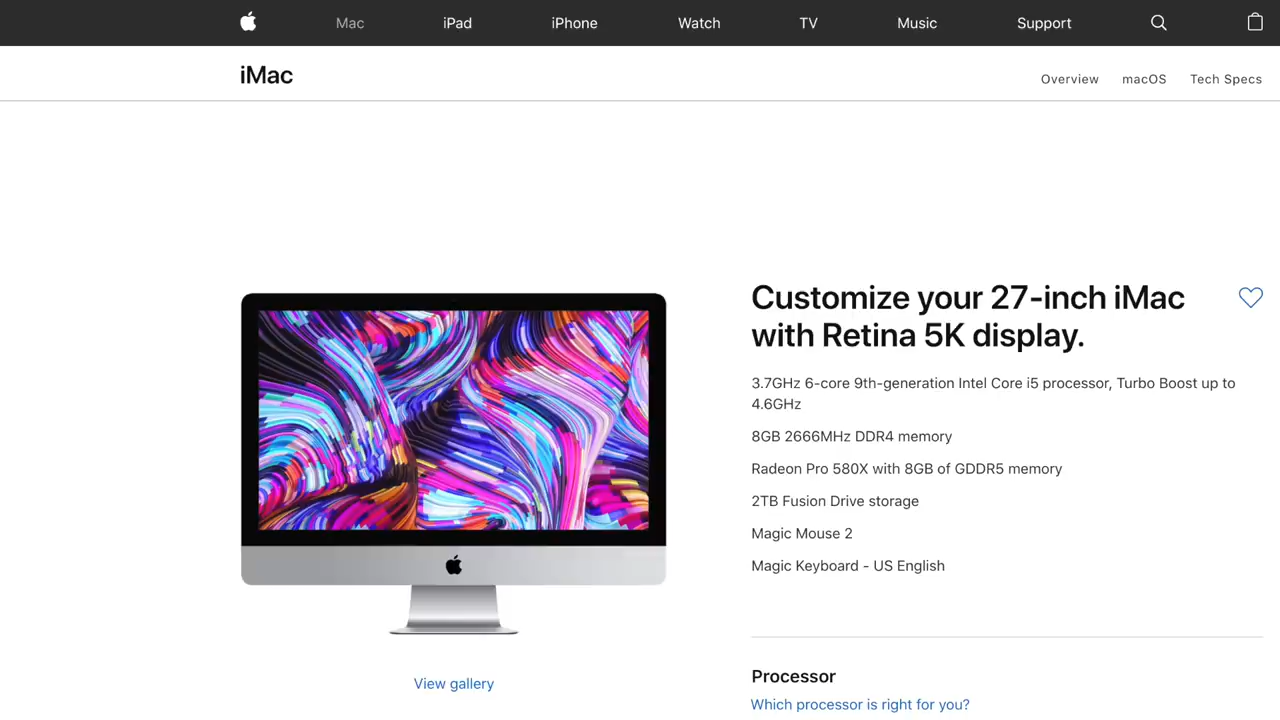 Mac iPad iPhone Watch TV Music Support
iMac
Overview macOS Tech Specs
Customize your 27-inch iMac
with Retina 5K display.
3.7GHz 6-core 9th-generation Intel Core i5 processor, Turbo Boost up to
4.6GHz
8GB 2666MHz DDR4 memory
Radeon Pro 580X with 8GB of GDDR5 memory
2TB Fusion Drive storage
Magic Mouse 2
Magic Keyboard - US English
View gallery
Processor
Which processor is right for you?